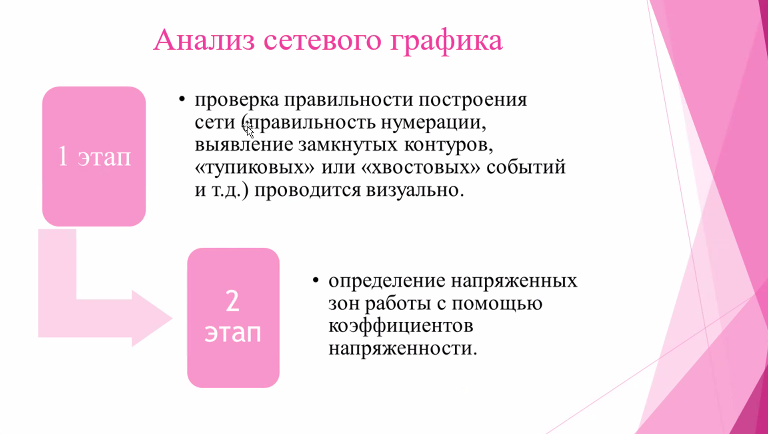 Анализ сетевого графика
1 этап
• проверка правильности построения
сети (правильность нумерации,
выявление замкнутых контуров,
«тупиковых» или «хвостовых» событий
и т.д.) проводится визуально.
2
этап
• определение напряженных
зон работы с помощью
коэффициентов
напряженности.